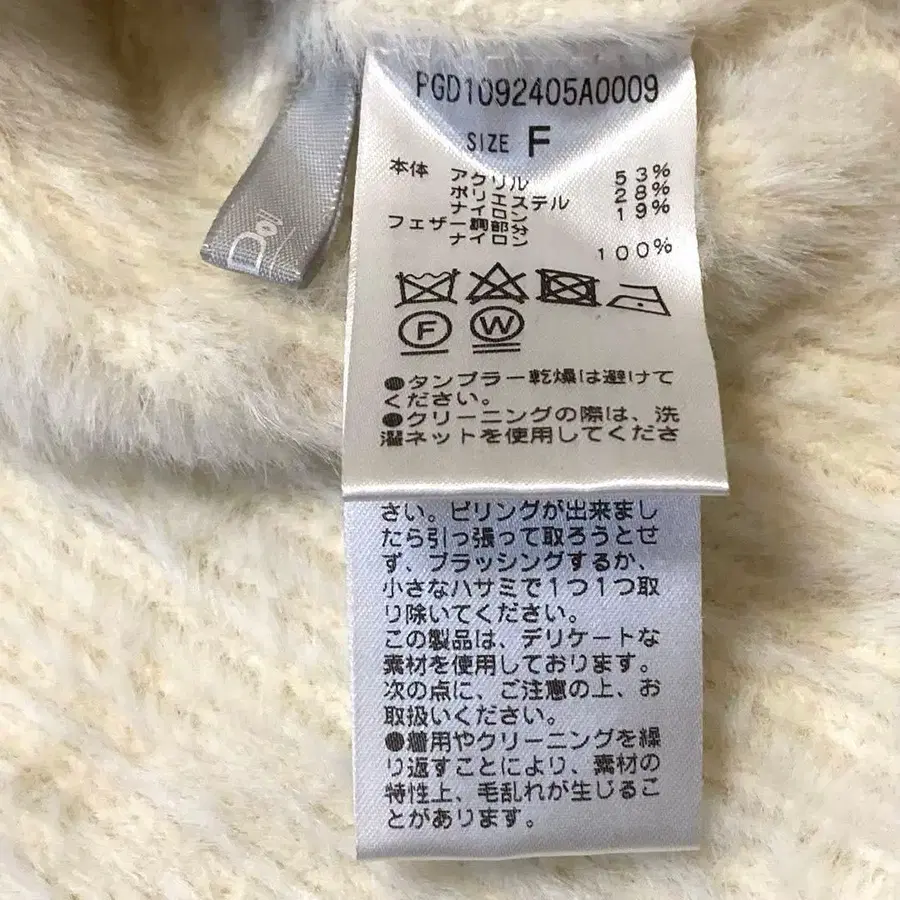 PGD1092405A0009
SIZE F
本体 アクリル 53%
ポリエステル 28%
ナイロン 19%
フェザー調部分
ナイロン 100%
F W
●タンブラー乾燥は避けて
ください。
●クリーニングの際は、洗
濯ネットを使用してくださ
さい。ピリングが出来まし
たら引っ張って取ろうとせ
ず、ブラッシングするか、
小さなハサミで1つ1つ取
り除いてください。
この製品は、デリケートな
素材を使用しております。
次の点に、ご注意の上、お
取扱いください。
●着用やクリーニングを繰
り返すことにより、素材の
特性上、毛乱れが生じるこ
とがあります。